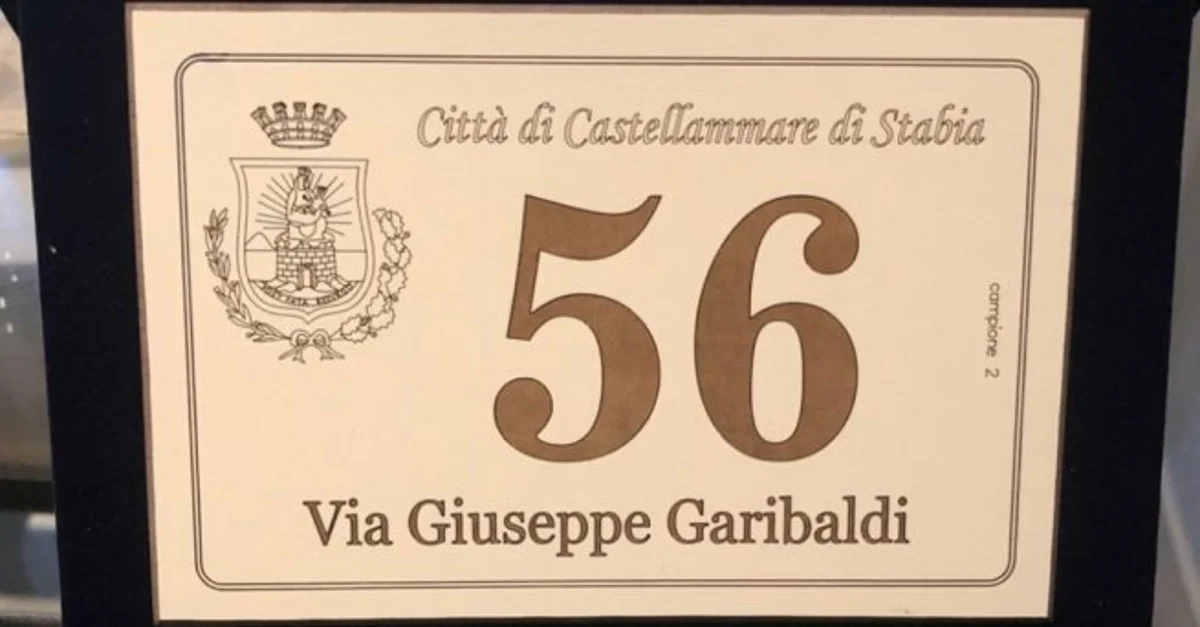 Città di Castellammare di Stabia
56
campione 2
Via Giuseppe Garibaldi